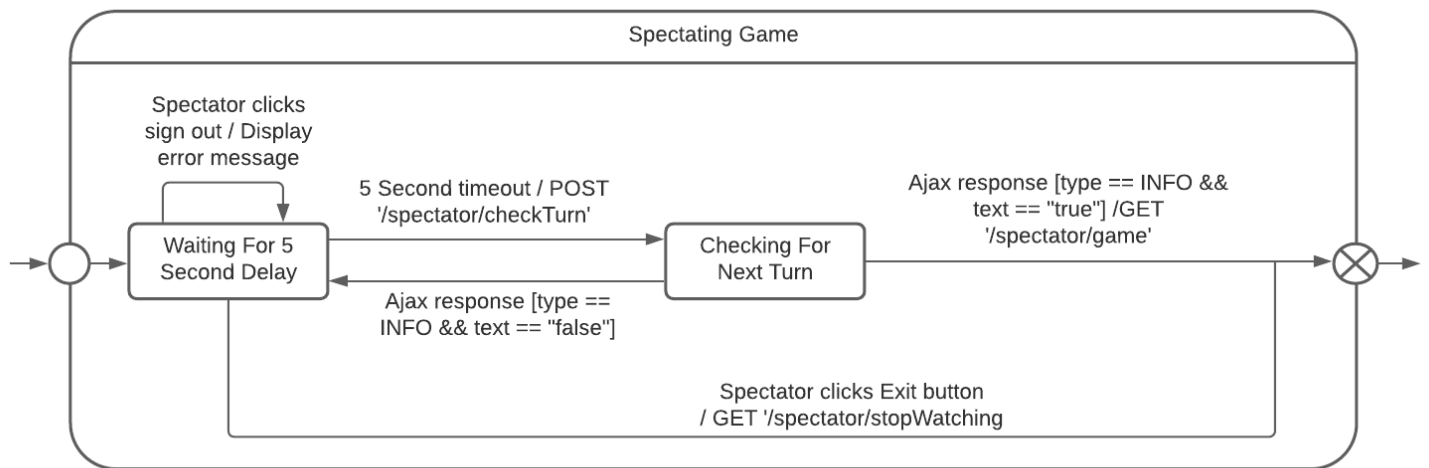 Spectating Game
Spectator clicks
sign out / Display
error message
5 Second timeout / POST
'/spectator/checkTurn'
Ajax response [type == INFO &&
text == "true"] /GET
'/spectator/game'
Waiting For 5
Second Delay
Checking For
Next Turn
Ajax response [type ==
INFO && text == "false"]
Spectator clicks Exit button
/ GET '/spectator/stopWatching